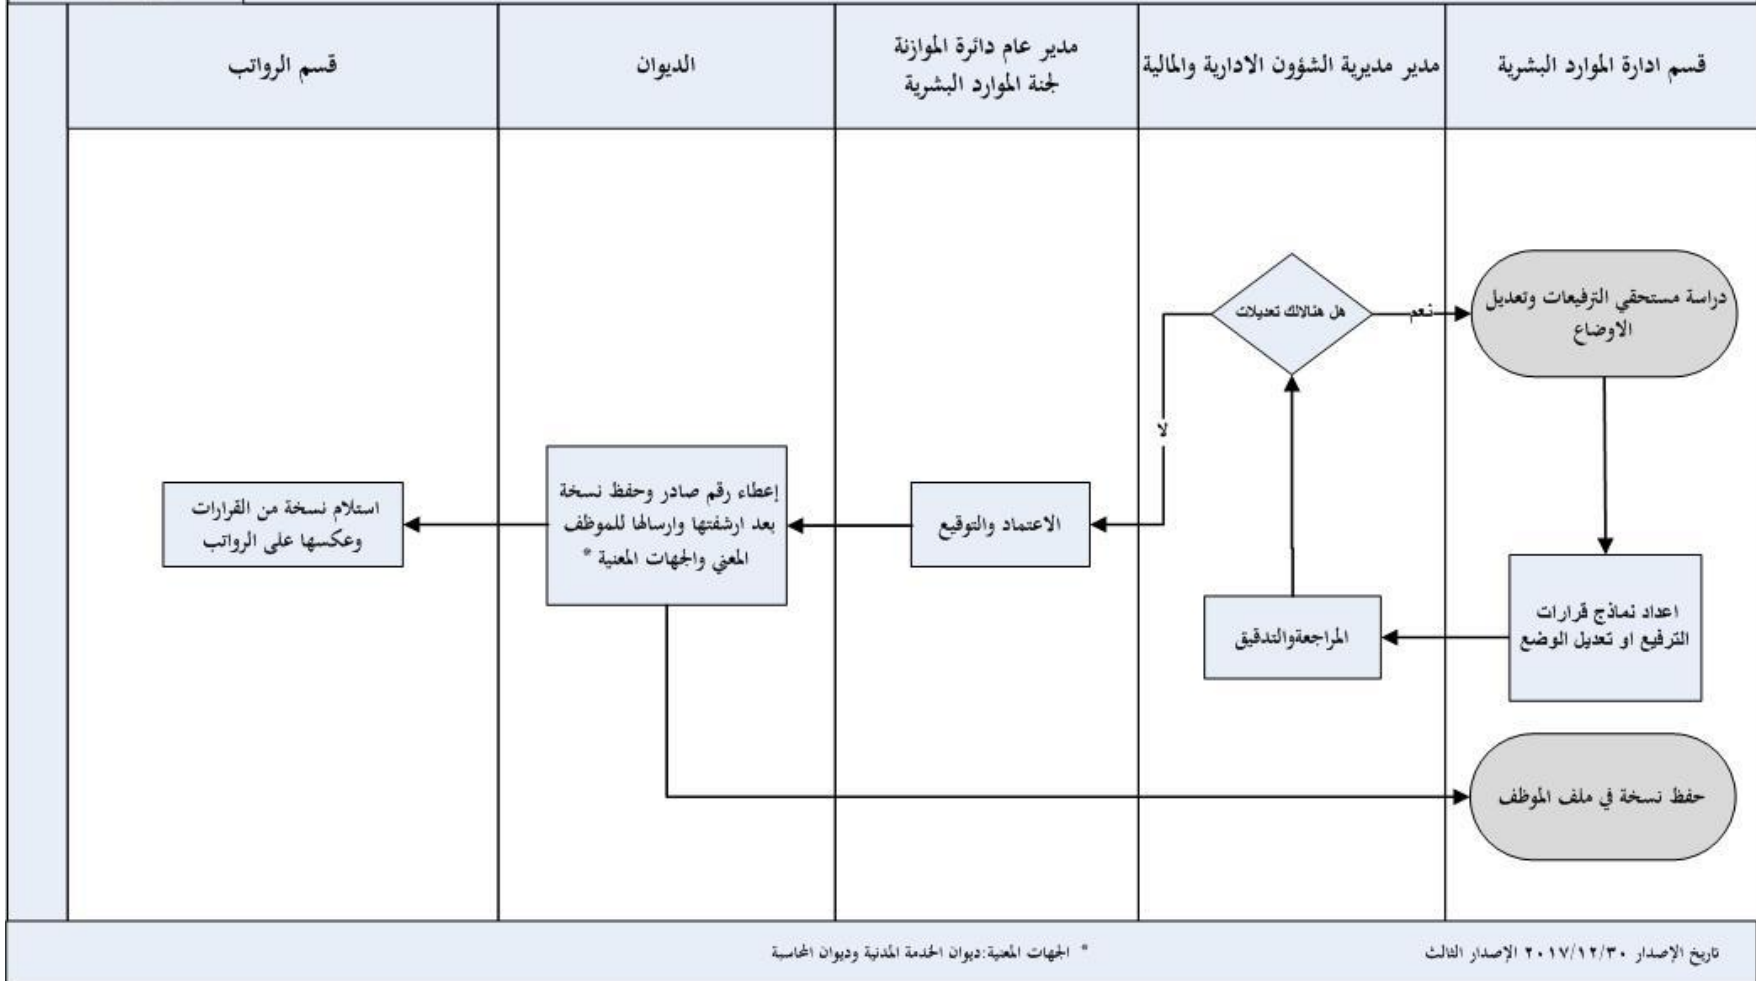 قسم ادارة الموارد البشرية
مدير مديرية الشؤون الادارية والمالية
مدير عام دائرة الموازنة
لجنة الموارد البشرية
الديوان
قسم الرواتب
دراسة مستحقي الترفيعات وتعديل
الاوضاع
نعم
هل هنالالك تعديلات
لا
اعداد نماذج قرارات
الترفيع او تعديل الوضع
المراجعةوالتدقيق
الاعتماد والتوقيع
إعطاء رقم صادر وحفظ نسخة
بعد ارشفتها وارسالها للموظف
المعني والجهات المعنية *
استلام نسخة من القرارات
وعكسها على الرواتب
حفظ نسخة في ملف الموظف
تاريخ الإصدار ٢٠١٧/١٢/٣٠ الإصدار الثالث
* الجهات المعنية:ديوان الخدمة المدنية وديوان المحاسبة